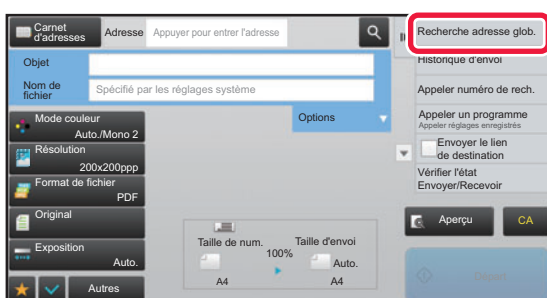 Carnet
d'adresses
Adresse
Appuyer pour entrer l'adresse
Objet
Nom de
fichier
Spécifié par les réglages système
Mode couleur
Auto./Mono 2
Résolution
200x200ppp
Format de fichier
PDF
Original
Exposition
Auto.
Autres
Options
Taille de num.
100%
Taille d'envoi
Auto.
A4
A4
Recherche adresse glob.
Historique d'envoi
Appeler numéro de rech.
Appeler un programme
Appeler réglages enregistrés
Envoyer le lien
de destination
Vérifier l'état
Envoyer/Recevoir
Aperçu
CA
Départ